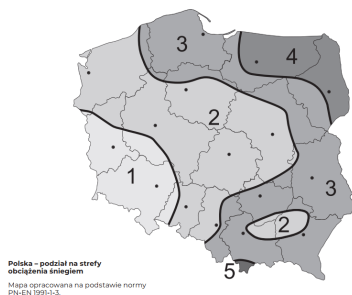 3
4
2
1
3
2
5
Polska – podział na strefy
obciążenia śniegiem
Mapa opracowana na podstawie normy
PN-EN 1991-1-3.